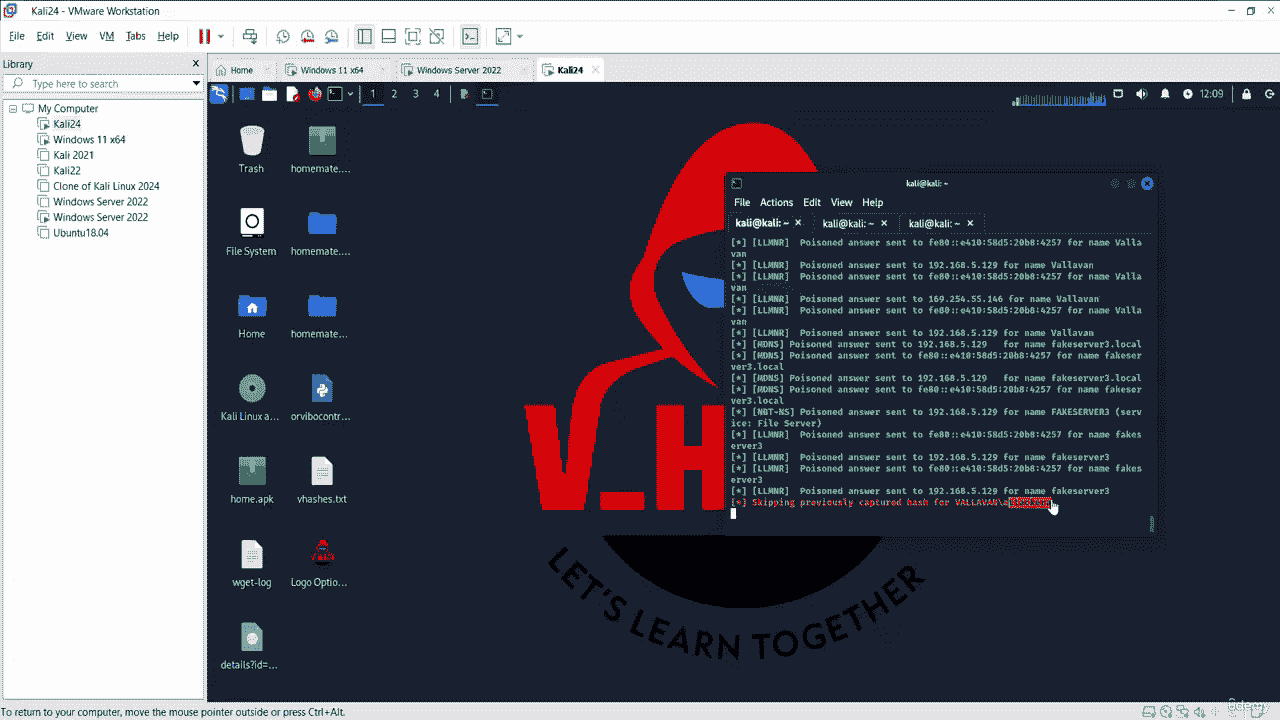 Kali24 - VMware Workstation
File Edit View VM Tabs Help
Library X
Type here to search
My Computer
Kali24
Windows 11 x64
Kali 2021
Kali22
Clone of Kali Linux 2024
Windows Server 2022
Windows Server 2022
Ubuntu18.04
Home Windows 11 x64 Windows Server 2022 Kali24
1 2 3 4 12:09
Trash homemate....
File System homemate....
Home homemate...
Kali Linux a... orvibocontr...
home.apk vhashes.txt
wget-log Logo Optio...
details?id=...
V_H
LET'S LEARN TOGETHER
kali@kali: ~
File Actions Edit View Help
kali@kali: ~ × kali@kali: ~ × kali@kali: ~ ×
[*] [LLMNR] Poisoned answer sent to fe80::e410:58d5:20b8:4257 for name Valla
van
[*] [LLMNR] Poisoned answer sent to 192.168.5.129 for name Vallavan
[*] [LLMNR] Poisoned answer sent to fe80::e410:58d5:20b8:4257 for name Valla
van
[*] [LLMNR] Poisoned answer sent to 169.254.55.146 for name Vallavan
[*] [LLMNR] Poisoned answer sent to fe80::e410:58d5:20b8:4257 for name Valla
van
[*] [LLMNR] Poisoned answer sent to 192.168.5.129 for name Vallavan
[*] [MDNS] Poisoned answer sent to 192.168.5.129 for name fakeserver3.local
[*] [MDNS] Poisoned answer sent to fe80::e410:58d5:20b8:4257 for name fakeser
ver3.local
[*] [MDNS] Poisoned answer sent to 192.168.5.129 for name fakeserver3.local
[*] [MDNS] Poisoned answer sent to fe80::e410:58d5:20b8:4257 for name fakeser
ver3.local
[*] [NBT-NS] Poisoned answer sent to 192.168.5.129 for name FAKESERVER3 (serv
ice: File Server)
[*] [LLMNR] Poisoned answer sent to fe80::e410:58d5:20b8:4257 for name fakes
erver3
[*] [LLMNR] Poisoned answer sent to 192.168.5.129 for name fakeserver3
[*] [LLMNR] Poisoned answer sent to fe80::e410:58d5:20b8:4257 for name fakes
erver3
[*] [LLMNR] Poisoned answer sent to 192.168.5.129 for name fakeserver3
[*] Skipping previously captured hash for
To return to your computer, move the mouse pointer outside or press Ctrl+Alt.
Udemy